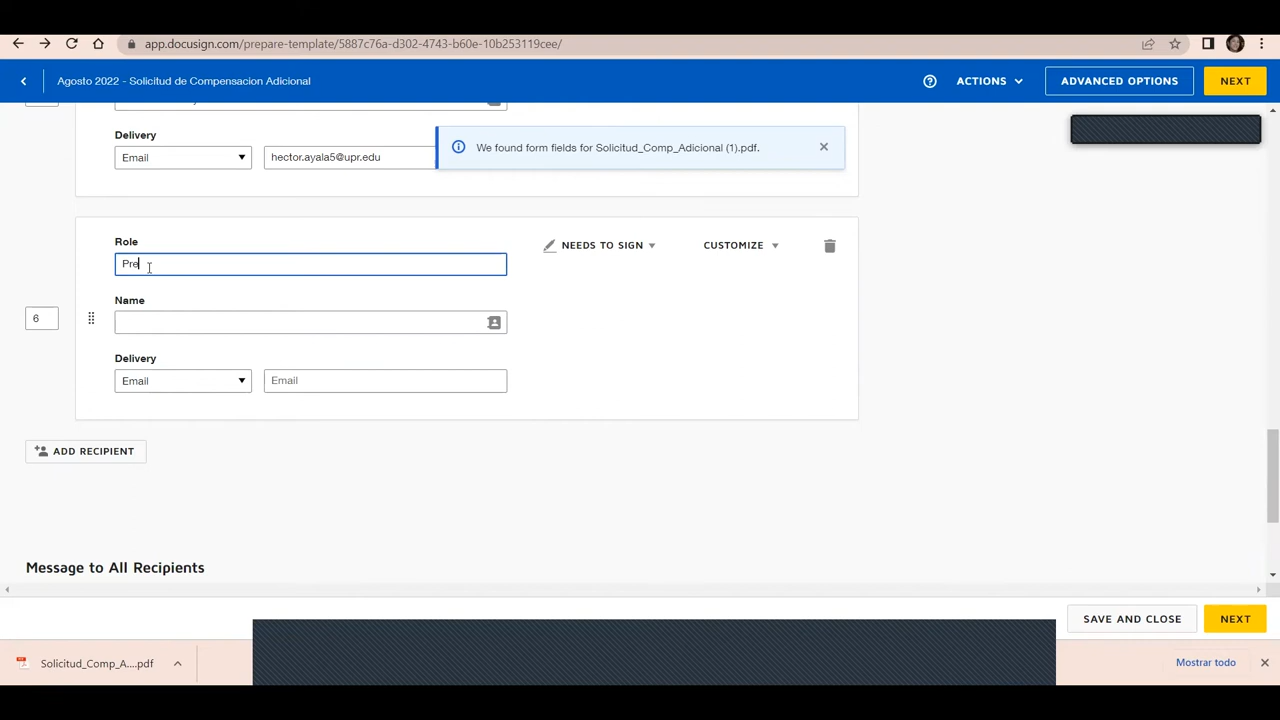 app.docusign.com/prepare-template/5887c76a-d302-4743-b60e-10b253119cee/
Agosto 2022 - Solicitud de Compensacion Adicional
ACTIONS
ADVANCED OPTIONS
NEXT
Delivery
We found form fields for Solicitud_Comp_Adicional (1).pdf.
Email
hector.ayala5@upr.edu
Role
NEEDS TO SIGN
CUSTOMIZE
Pre
Name
6
Delivery
Email
Email
ADD RECIPIENT
Message to All Recipients
SAVE AND CLOSE
NEXT
Solicitud_Comp_A....pdf
Mostrar todo